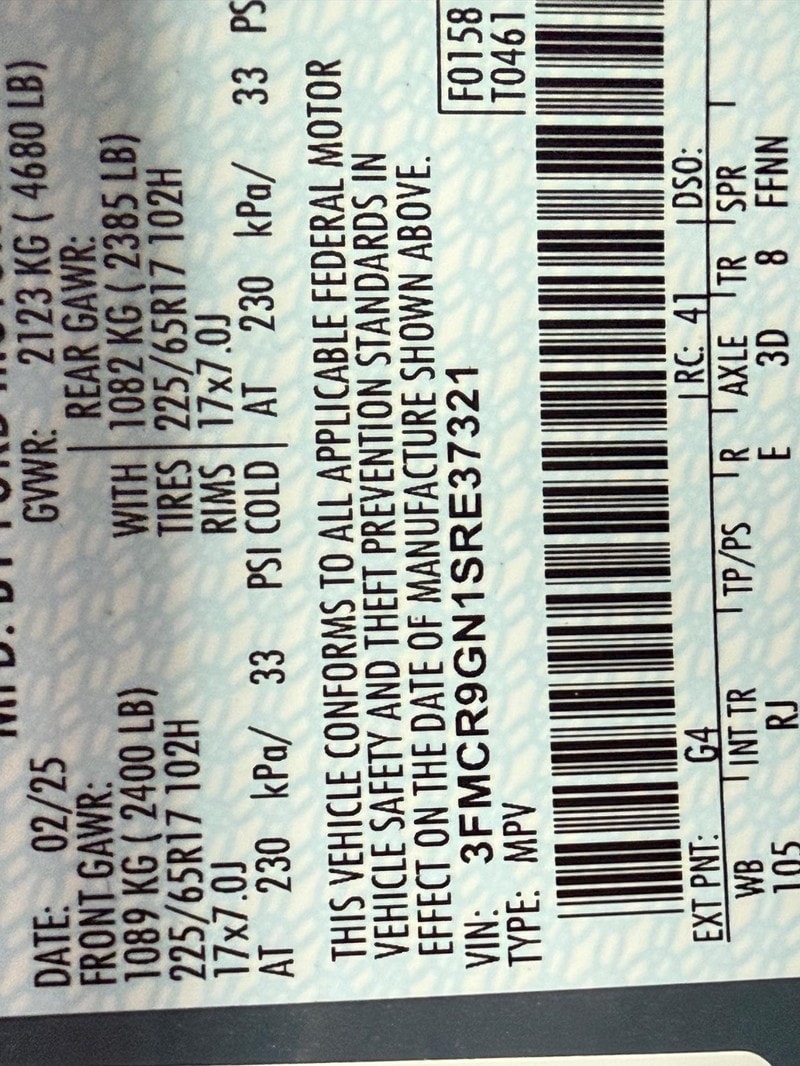 DATE: 02/25 GVWR: 2123 KG ( 4680 LB)
FRONT GAWR: REAR GAWR:
1089 KG ( 2400 LB) WITH 1082 KG ( 2385 LB)
225/65R17 102H TIRES 225/65R17 102H
17x7.0J RIMS 17x7.0J
AT 230 kPa/ 33 PSI COLD AT 230 kPa/ 33 PS
THIS VEHICLE CONFORMS TO ALL APPLICABLE FEDERAL MOTOR
VEHICLE SAFETY AND THEFT PREVENTION STANDARDS IN
EFFECT ON THE DATE OF MANUFACTURE SHOWN ABOVE.
VIN: 3FMCR9GN1SRE37321 F0158
TYPE: MPV T0461
EXT PNT: G4 RC: 41 DSO:
WB INT TR TP/PS R AXLE TR SPR
105 RJ E 3D 8 FFNN